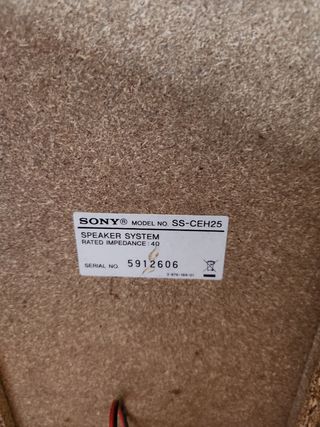 SONY® MODEL NO. SS-CEH25
SPEAKER SYSTEM
RATED IMPEDANCE: 4Ω
SERIAL NO. 5912606